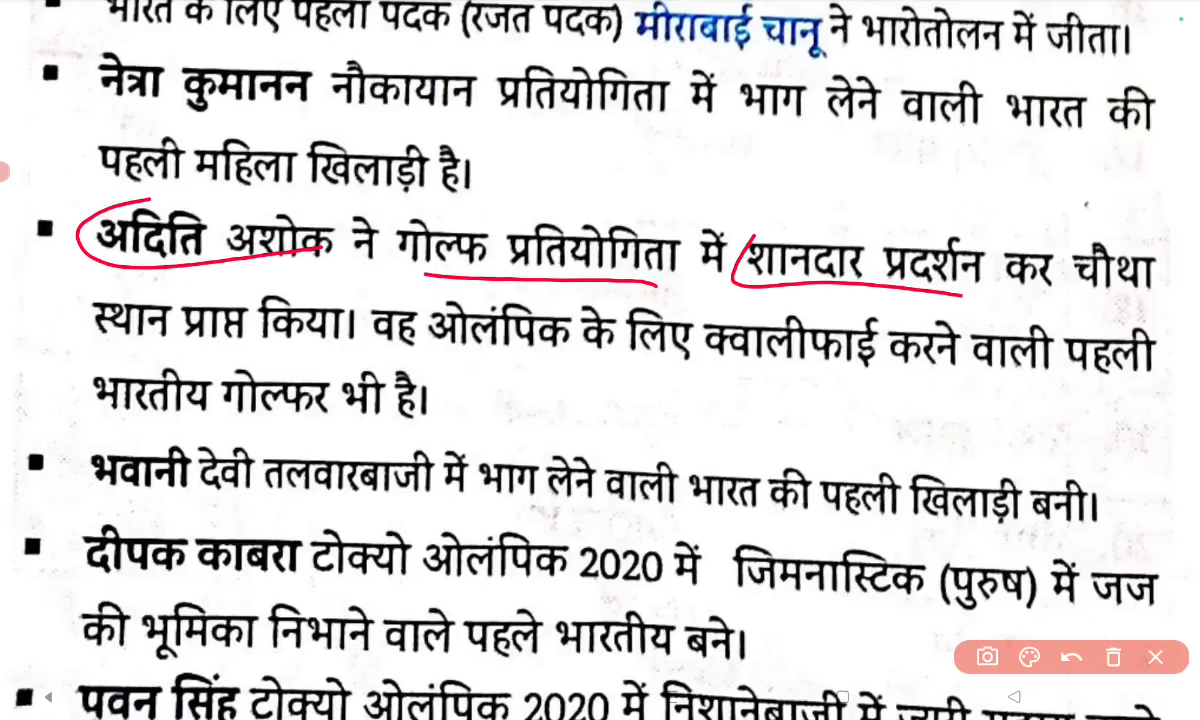 भारत के लिए पहला पदक (रजत पदक) मीराबाई चानू ने भारोतोलन में जीता।
▪ नेत्रा कुमानन नौकायान प्रतियोगिता में भाग लेने वाली भारत की
पहली महिला खिलाड़ी है।
▪ अदिति अशोक ने गोल्फ प्रतियोगिता में शानदार प्रदर्शन कर चौथा
स्थान प्राप्त किया। वह ओलंपिक के लिए क्वालीफाई करने वाली पहली
भारतीय गोल्फर भी है।
▪ भवानी देवी तलवारबाजी में भाग लेने वाली भारत की पहली खिलाड़ी बनी।
▪ दीपक काबरा टोक्यो ओलंपिक 2020 में जिमनास्टिक (पुरुष) में जज
की भूमिका निभाने वाले पहले भारतीय बने।
▪ पवन सिंह टोक्यो ओलंपिक 2020 में निशानेबाजी में